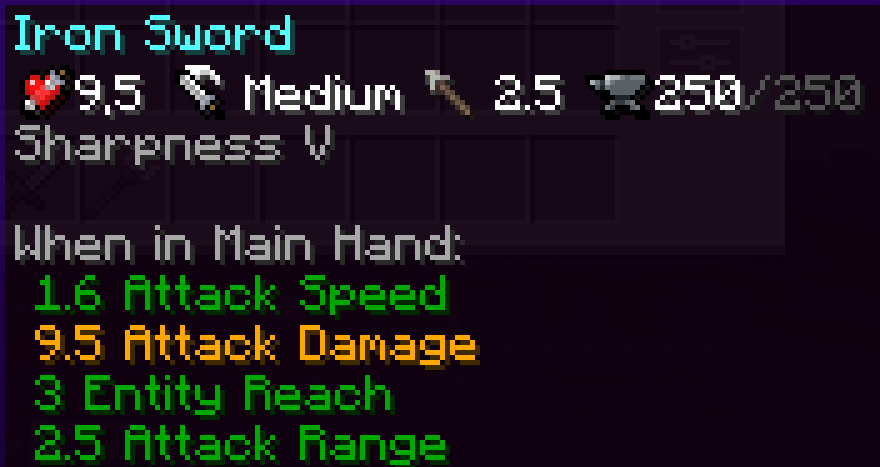 Iron Sword
9,5 Medium 2.5 250/250
Sharpness V
When in Main Hand:
1.6 Attack Speed
9.5 Attack Damage
3 Entity Reach
2.5 Attack Range